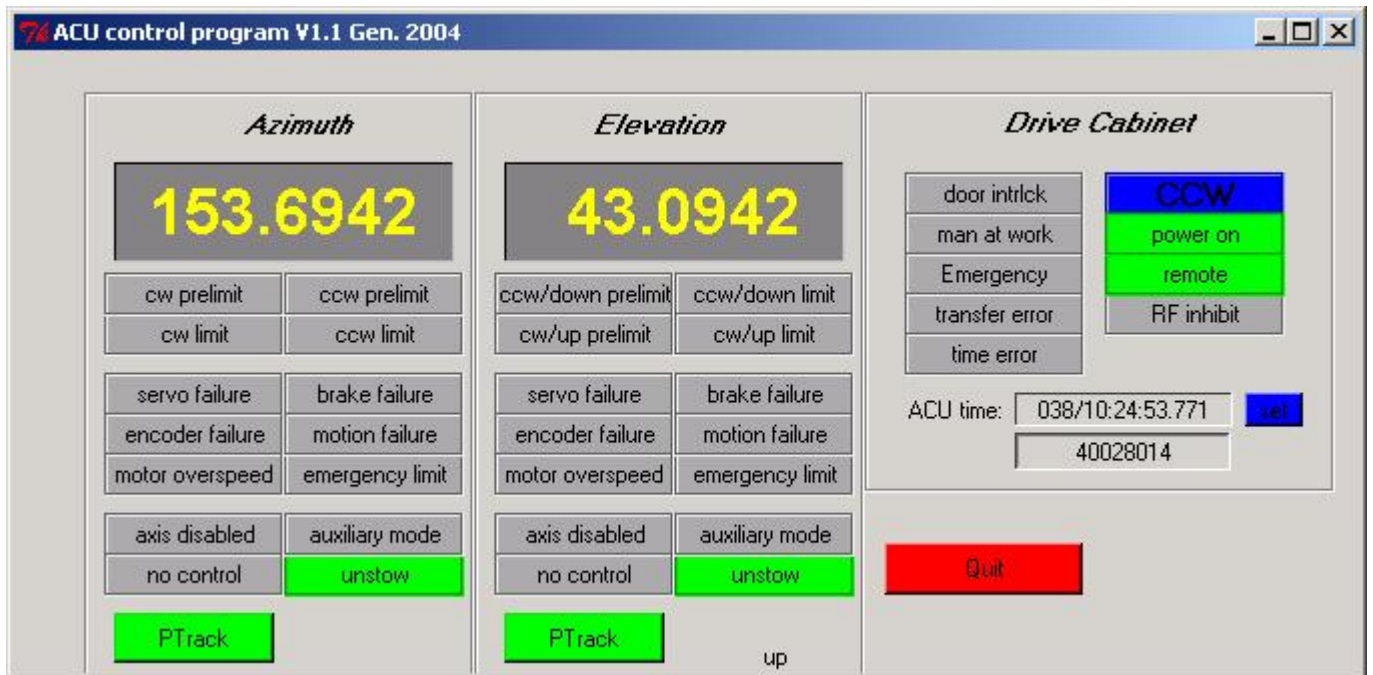 ACU control program V1.1 Gen. 2004
Azimuth
153.6942
cw prelimit ccw prelimit
cw limit ccw limit
servo failure brake failure
encoder failure motion failure
motor overspeed emergency limit
axis disabled auxiliary mode
no control unstow
PTrack
Elevation
43.0942
ccw/down prelimit ccw/down limit
cw/up prelimit cw/up limit
servo failure brake failure
encoder failure motion failure
motor overspeed emergency limit
axis disabled auxiliary mode
no control unstow
PTrack
up
Drive Cabinet
door intrlck CCW
man at work power on
Emergency remote
transfer error RF inhibit
time error
ACU time: 038/10:24:53.771 set
40028014
Quit